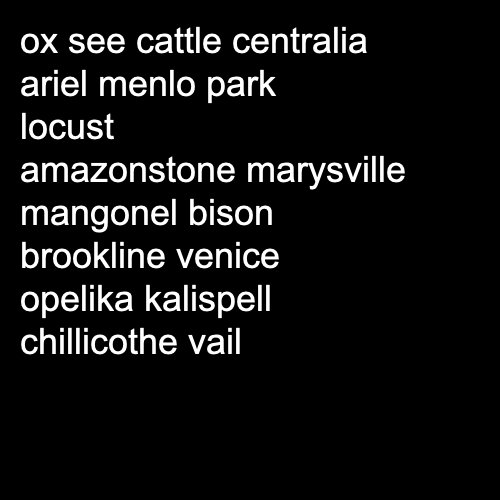 ox see cattle centralia
ariel menlo park
locust
amazonstone marysville
mangonel bison
brookline venice
opelika kalispell
chillicothe vail